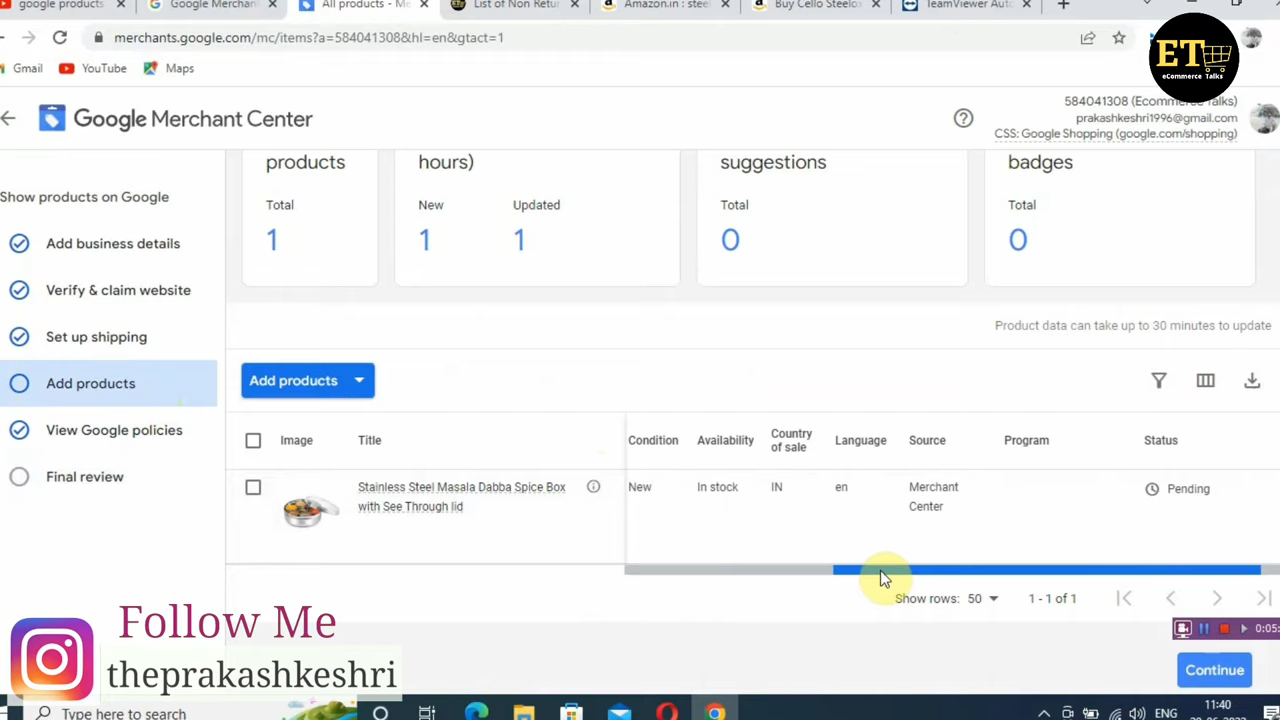 google products
Google Merchan
All products - Me
List of Non Retur
Amazon.in : steel
Buy Cello Steelox
TeamViewer Auto
merchants.google.com/mc/items?a=584041308&hl=en&gtact=1
Gmail
YouTube
Maps
ET
eCommerce Talks
Google Merchant Center
584041308 (Ecommerce Talks)
prakashkeshri1996@gmail.com
CSS: Google Shopping (google.com/shopping)
Show products on Google
Add business details
Verify & claim website
Set up shipping
Add products
View Google policies
Final review
products
Total
1
hours)
New
Updated
1
1
suggestions
Total
0
badges
Total
0
Product data can take up to 30 minutes to update
Add products
Image
Title
Condition
Availability
Country
of sale
Language
Source
Program
Status
Stainless Steel Masala Dabba Spice Box
with See Through lid
New
In stock
IN
en
Merchant
Center
Pending
Show rows: 50
1 - 1 of 1
0:05:
Continue
Follow Me
theprakashkeshri
Type here to search
ENG
11:40